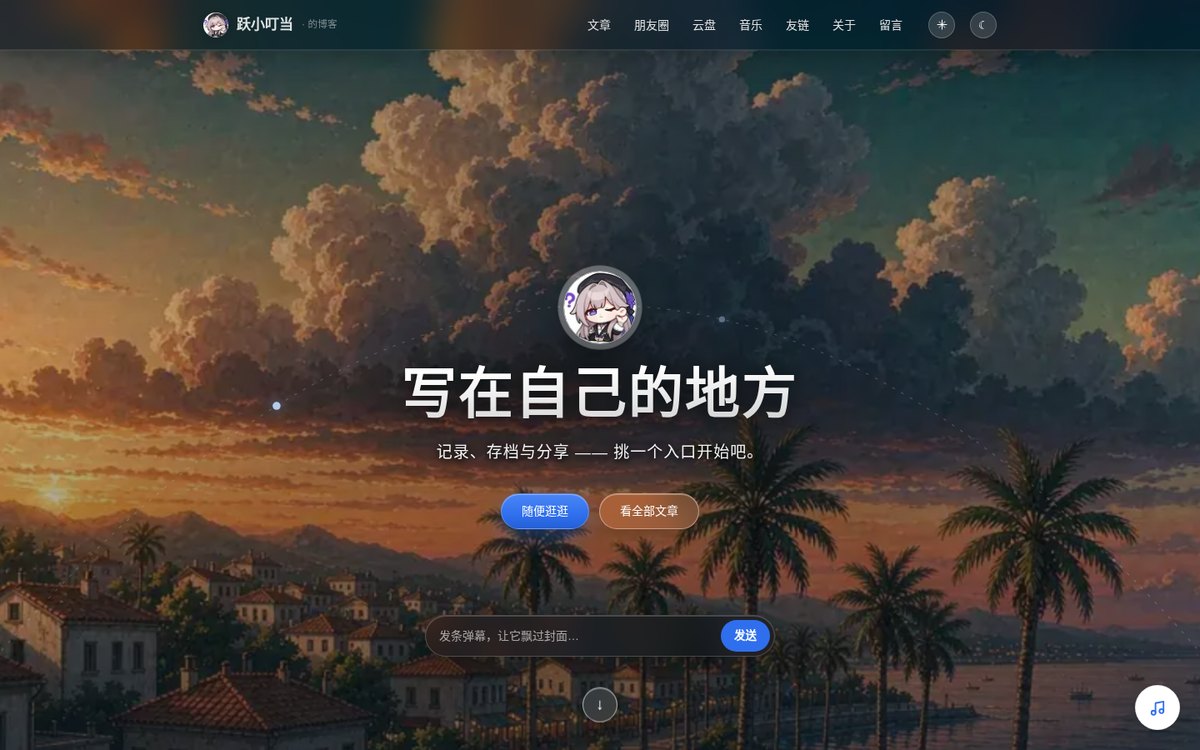 跃小叮当 · 的博客
文章 朋友圈 云盘 音乐 友链 关于 留言
?
写在自己的地方
记录、存档与分享 —— 挑一个入口开始吧。
随便逛逛 看全部文章
发条弹幕，让它飘过封面… 发送
↓